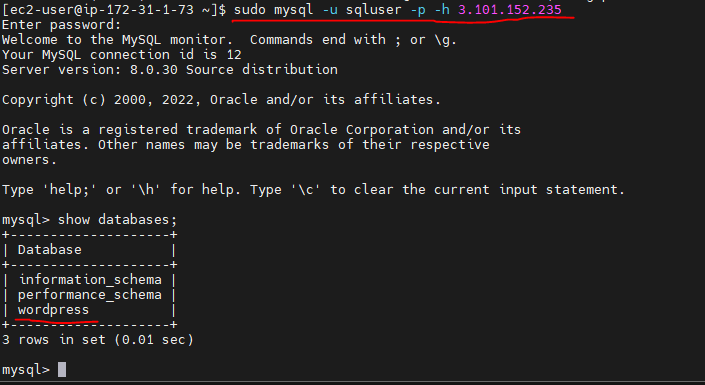 [ec2-user@ip-172-31-1-73 ~]$ sudo mysql -u sqluser -p -h 3.101.152.235
Enter password:
Welcome to the MySQL monitor.  Commands end with ; or \g.
Your MySQL connection id is 12
Server version: 8.0.30 Source distribution
Copyright (c) 2000, 2022, Oracle and/or its affiliates.
Oracle is a registered trademark of Oracle Corporation and/or its
affiliates. Other names may be trademarks of their respective
owners.
Type 'help;' or '\h' for help. Type '\c' to clear the current input statement.
mysql> show databases;
+--------------------+
| Database           |
+--------------------+
| information_schema |
| performance_schema |
| wordpress          |
+--------------------+
3 rows in set (0.01 sec)
mysql>